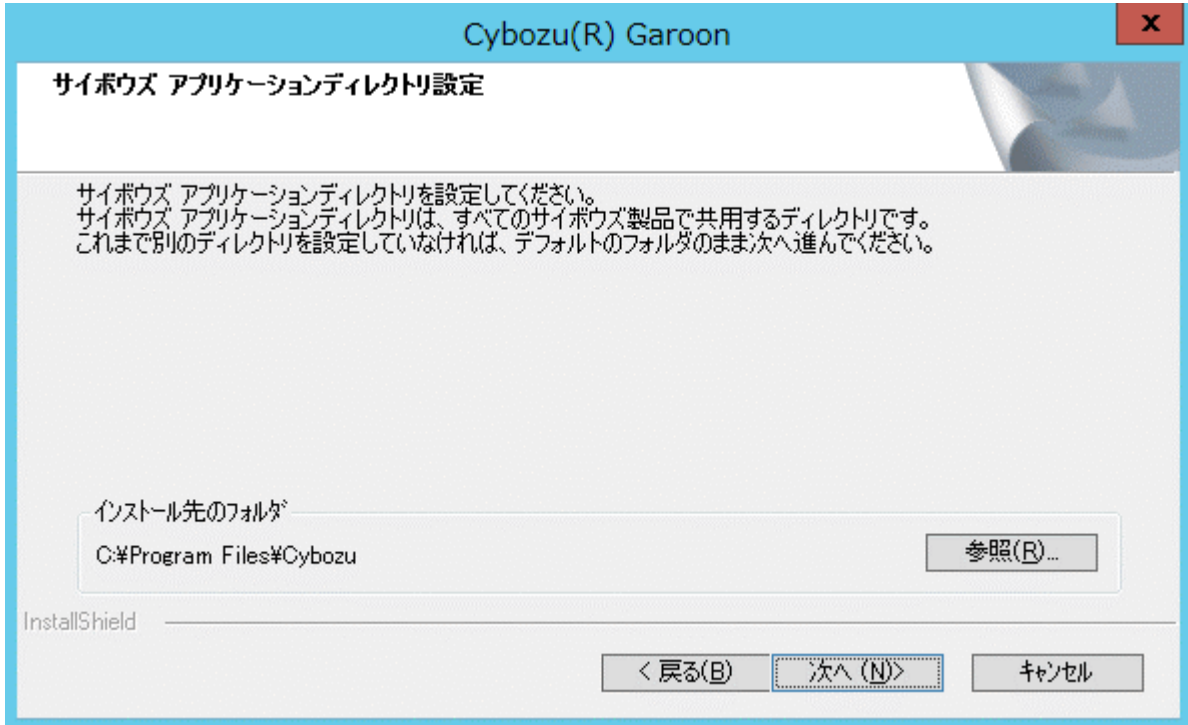 Cybozu(R) Garoon
x
サイボウズ アプリケーションディレクトリ設定
サイボウズ アプリケーションディレクトリを設定してください。
サイボウズ アプリケーションディレクトリは、すべてのサイボウズ製品で共用するディレクトリです。
これまで別のディレクトリを設定していなければ、デフォルトのフォルダのまま次へ進んでください。
インストール先のフォルダ
C:¥Program Files¥Cybozu
参照(R)...
InstallShield
< 戻る(B)
次へ (N)>
キャンセル